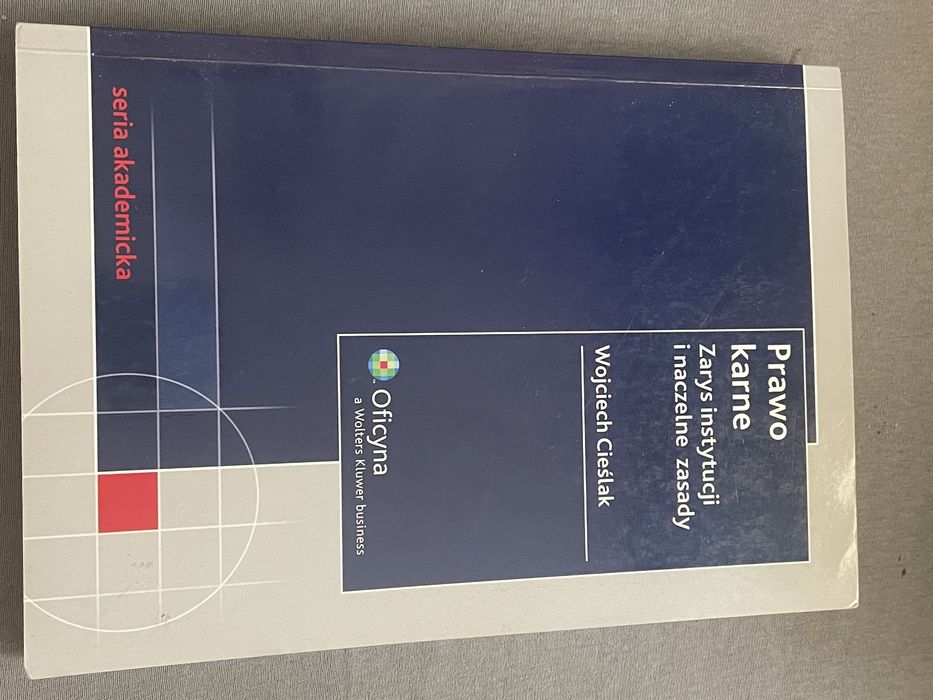 Prawo
karne
Zarys instytucji
i naczelne zasady
Wojciech Cieślak
Oficyna
a Wolters Kluwer business
seria akademicka